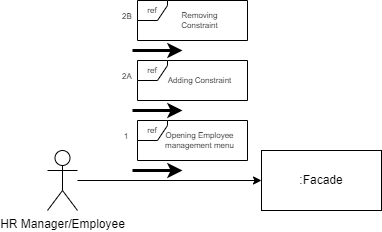 2B
ref
Removing
Constraint
2A
ref
Adding Constraint
1
ref
Opening Employee
management menu
:Facade
HR Manager/Employee